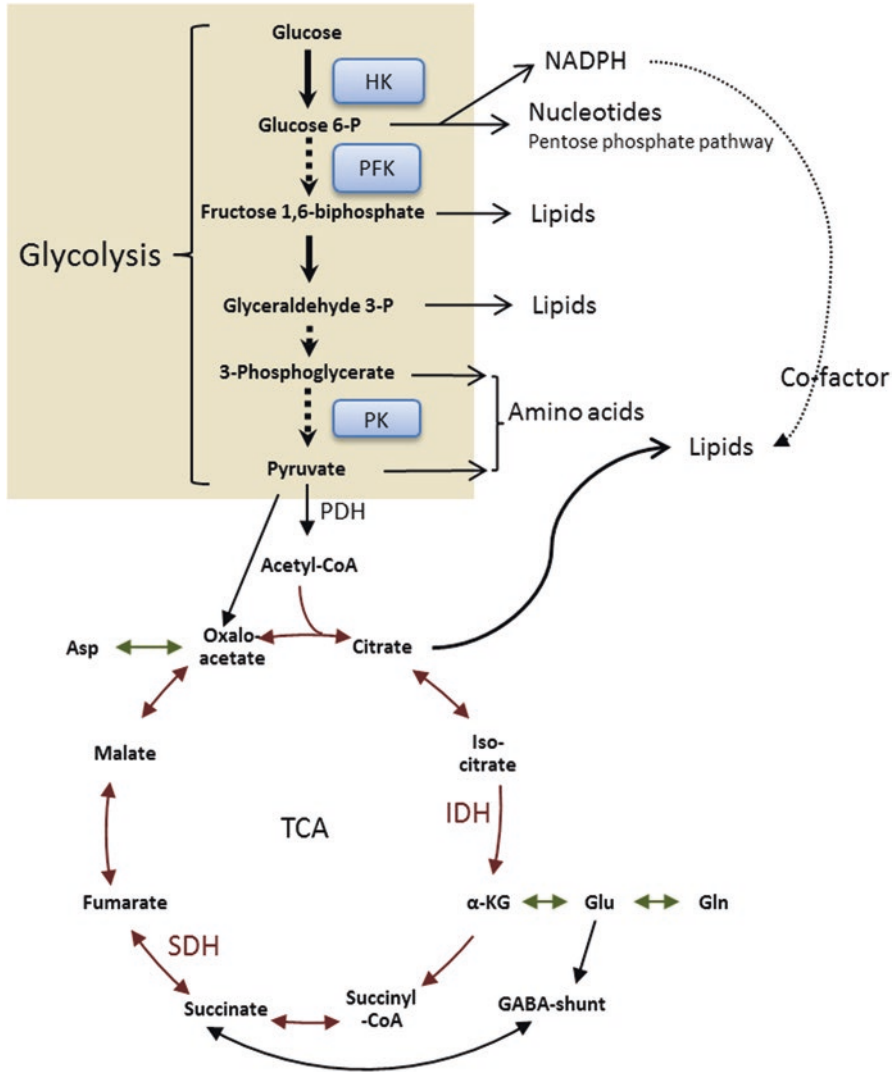 Glucose
HK
NADPH
Glucose 6-P
Nucleotides
Pentose phosphate pathway
PFK
Fructose 1,6-biphosphate
Lipids
Glycolysis
Glyceraldehyde 3-P
Lipids
3-Phosphoglycerate
Co-factor
Amino acids
PK
Lipids
Pyruvate
PDH
Acetyl-CoA
Asp
Oxalo-
acetate
Citrate
Malate
Iso-
citrate
IDH
TCA
Fumarate
α-KG
Glu
Gln
SDH
Succinate
Succinyl
-CoA
GABA-shunt